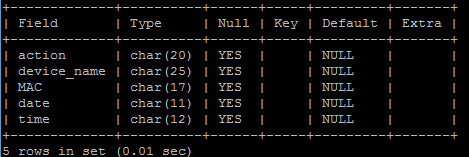 +-------------+----------+------+-----+---------+-------+
| Field       | Type     | Null | Key | Default | Extra |
+-------------+----------+------+-----+---------+-------+
| action      | char(20) | YES  |     | NULL    |       |
| device_name | char(25) | YES  |     | NULL    |       |
| MAC         | char(17) | YES  |     | NULL    |       |
| date        | char(11) | YES  |     | NULL    |       |
| time        | char(12) | YES  |     | NULL    |       |
+-------------+----------+------+-----+---------+-------+
5 rows in set (0.01 sec)